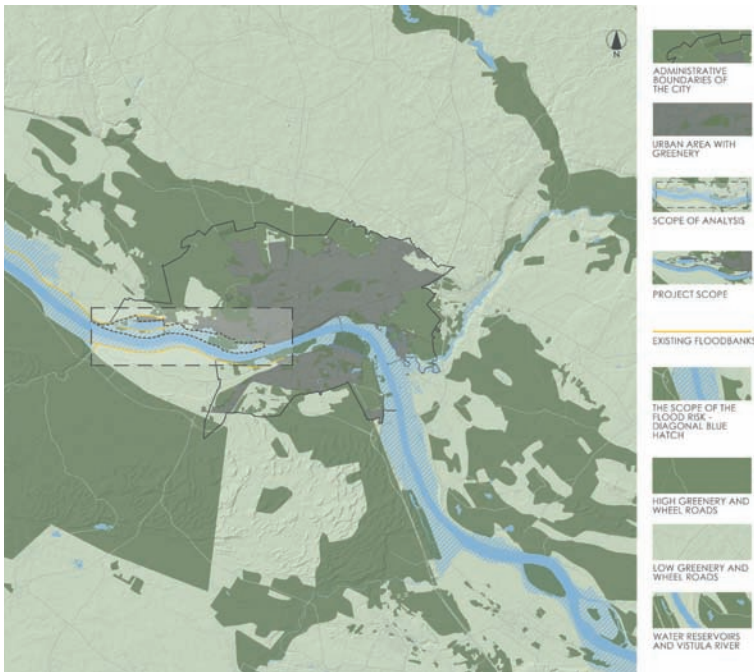 N
ADMINISTRATIVE
BOUNDARIES OF
THE CITY
URBAN AREA WITH
GREENERY
SCOPE OF ANALYSIS
PROJECT SCOPE
EXISTING FLOODBANKS
THE SCOPE OF THE
FLOOD RISK -
DIAGONAL BLUE
HATCH
HIGH GREENERY AND
WHEEL ROADS
LOW GREENERY AND
WHEEL ROADS
WATER RESERVOIRS
AND VISTULA RIVER